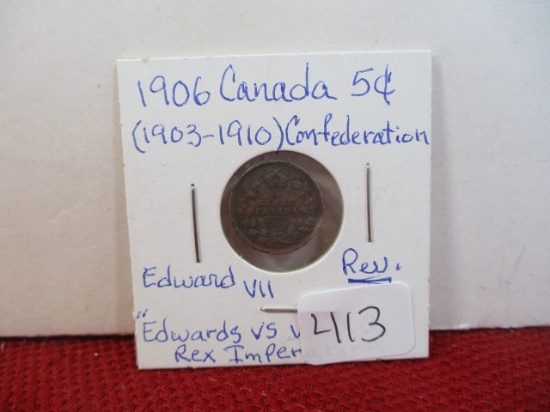 1906 Canada 5¢
(1903-1910) Confederation
Edward VII
Rev.
"Edwards VS V
Rex Imper
413